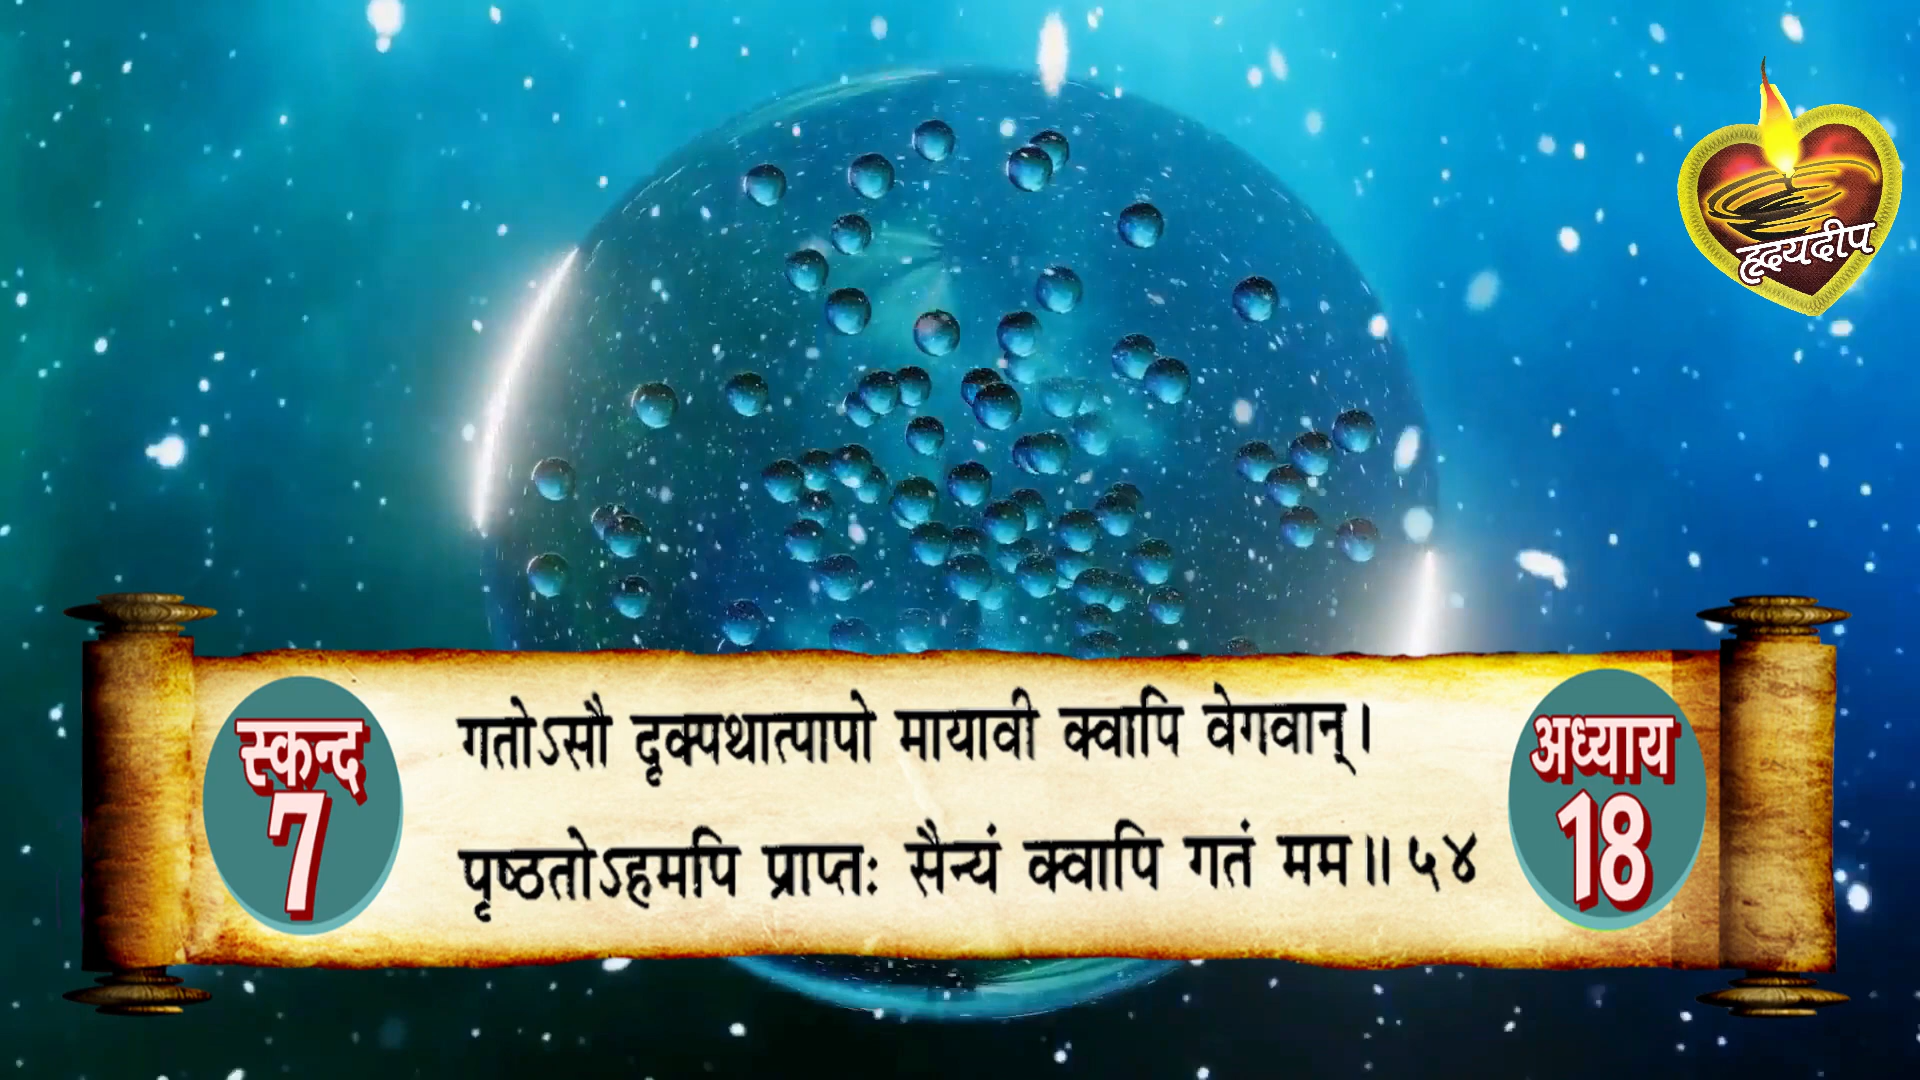 हृदयदीप
स्कन्द
7
गतोऽसौ दृक्पथात्पापो मायावी क्वापि वेगवान्।
पृष्ठतोऽहमपि प्राप्तः सैन्यं क्वापि गतं मम॥ ५४
अध्याय
18